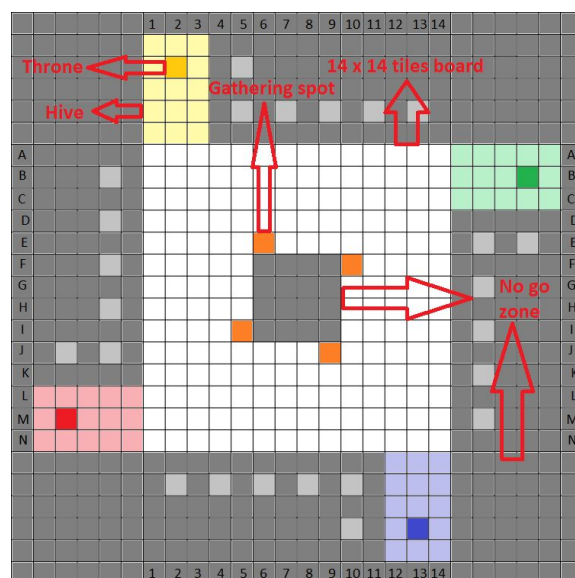 1 2 3 4 5 6 7 8 9 10 11 12 13 14
Throne
14 x 14 tiles board
Gathering spot
Hive
A A
B B
C C
D D
E E
F F
G G
No go
H H
zone
I I
J J
K K
L L
M M
N N
1 2 3 4 5 6 7 8 9 10 11 12 13 14